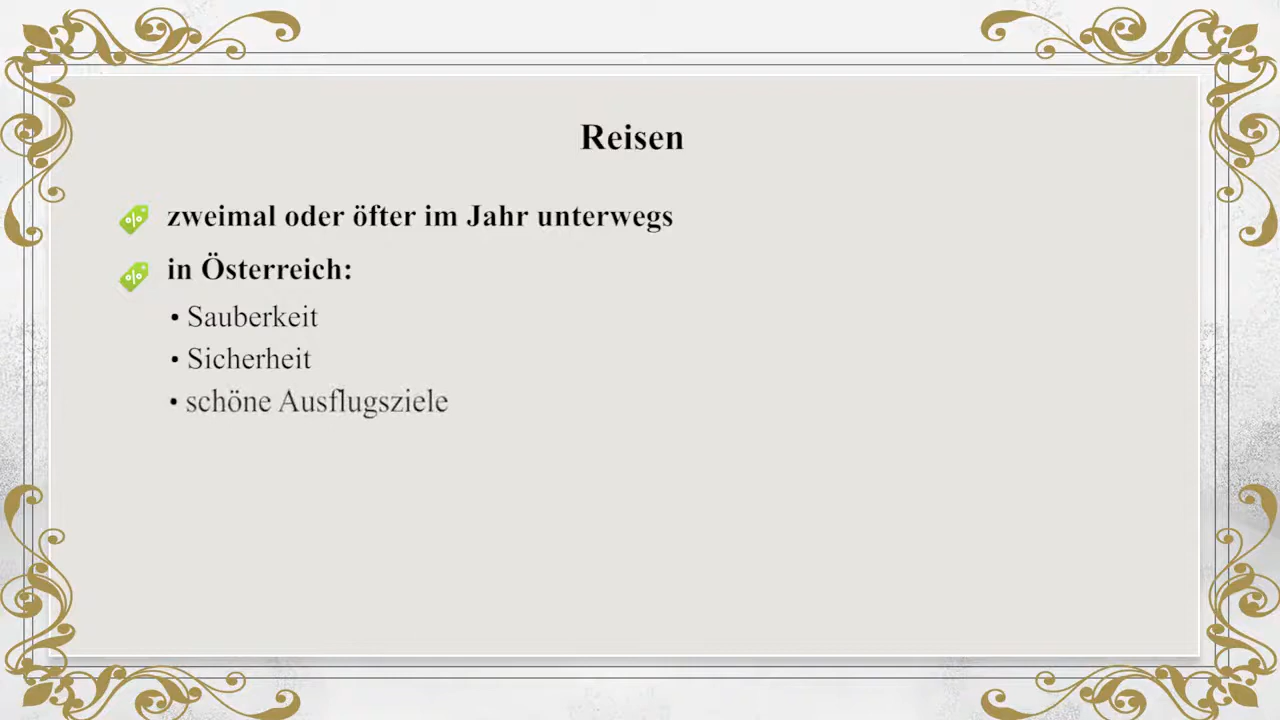 Reisen
zweimal oder öfter im Jahr unterwegs
in Österreich:
• Sauberkeit
• Sicherheit
• schöne Ausflugsziele